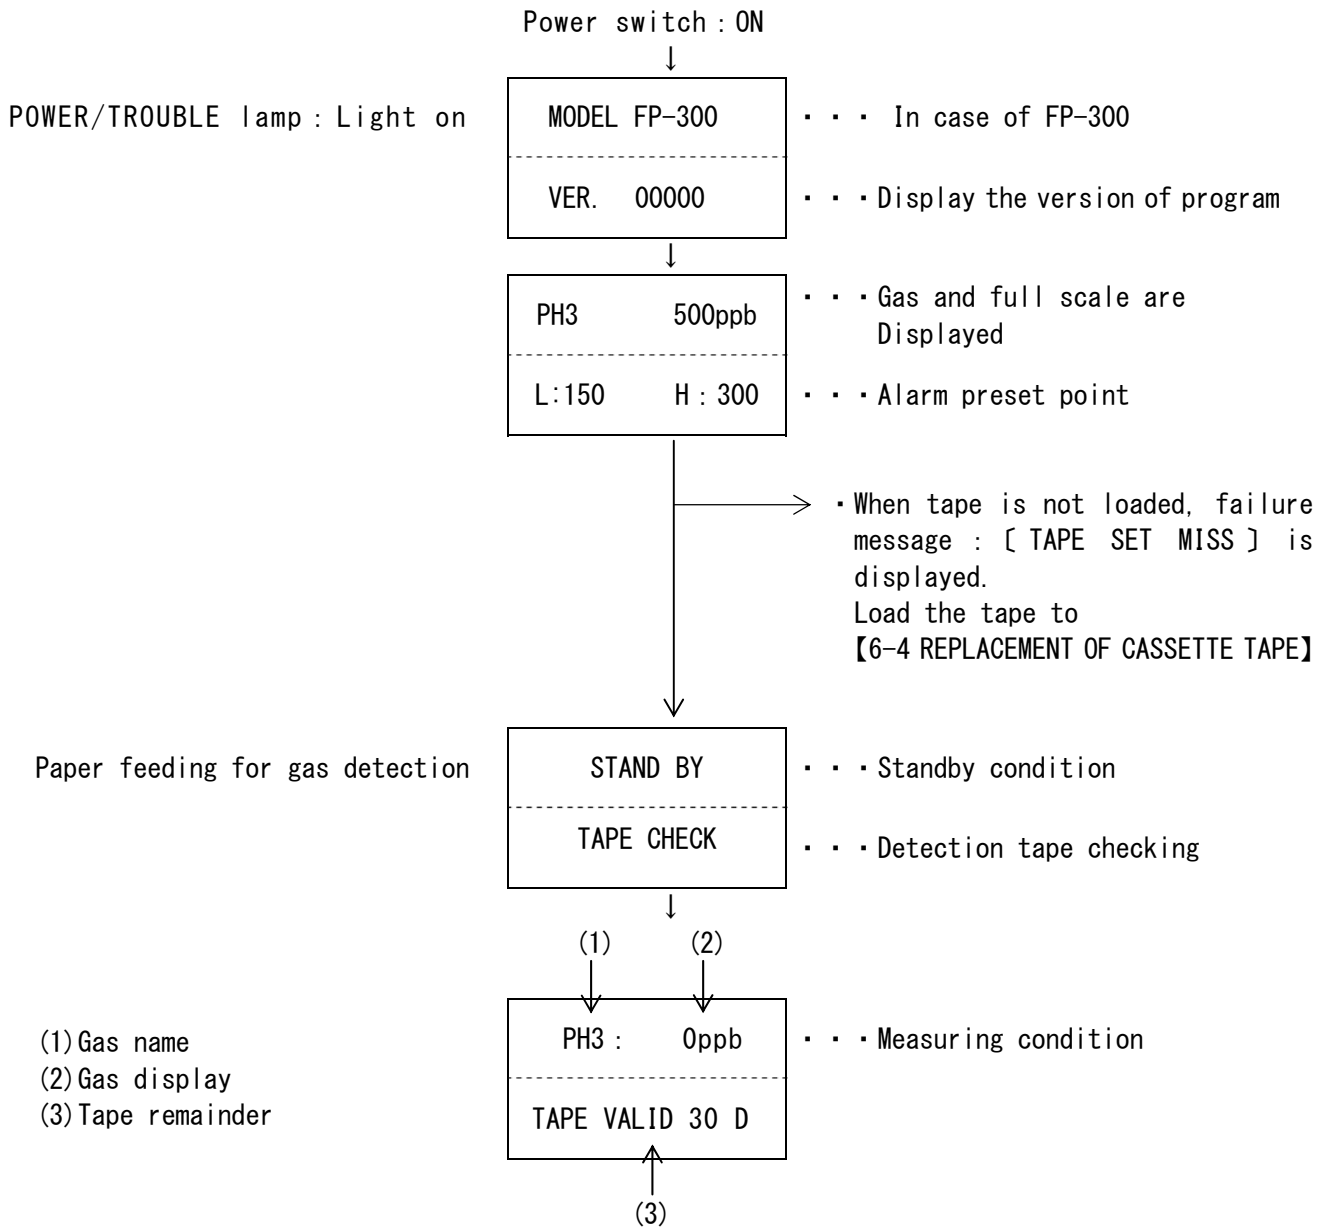 Power switch：ON
↓
POWER/TROUBLE lamp：Light on
MODEL FP-300
・・・ In case of FP-300
VER. 00000
・・・Display the version of program
↓
PH3 500ppb
・・・Gas and full scale are
Displayed
L:150 H：300
・・・Alarm preset point
・When tape is not loaded, failure
message：〔TAPE SET MISS〕is
displayed.
Load the tape to
【6-4 REPLACEMENT OF CASSETTE TAPE】
Paper feeding for gas detection
STAND BY
・・・Standby condition
TAPE CHECK
・・・Detection tape checking
↓
(1) (2)
(1)Gas name
(2)Gas display
(3)Tape remainder
PH3： 0ppb
・・・Measuring condition
TAPE VALID 30 D
(3)